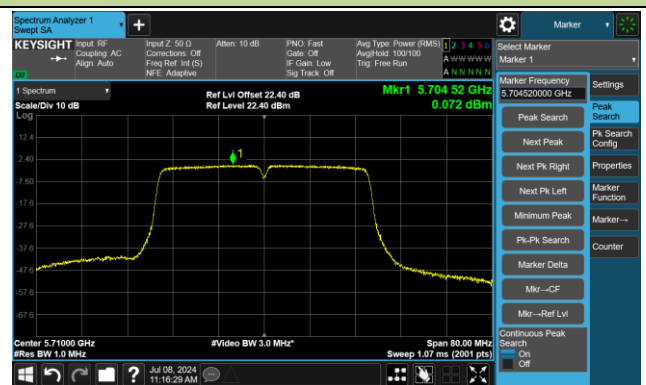 Spectrum Analyzer 1
Swept SA
Marker
KEYSIGHT
Input: RF
Coupling: AC
Align: Auto
Input Z: 50 Ω
Corrections: Off
Freq Ref: Int (S)
NFE: Adaptive
Atten: 10 dB
PNO: Fast
Gate: Off
IF Gain: Low
Sig Track: Off
Avg Type: Power (RMS)
Avg|Hold: 100/100
Trig: Free Run
1 2 3 4 5 6
A W W W W W
A N N N N N
Select Marker
Marker 1
1 Spectrum
Scale/Div 10 dB
Log
Ref Lvl Offset 22.40 dB
Ref Level 22.40 dBm
Mkr1 5.704 52 GHz
0.072 dBm
12.4
2.40
-7.60
-17.6
-27.6
-37.6
-47.6
-57.6
-67.6
1
Center 5.71000 GHz
#Res BW 1.0 MHz
#Video BW 3.0 MHz*
Span 80.00 MHz
Sweep 1.07 ms (2001 pts)
Marker Frequency
5.704520000 GHz
Peak Search
Next Peak
Next Pk Right
Next Pk Left
Minimum Peak
Pk-Pk Search
Marker Delta
Mkr→CF
Mkr→Ref Lvl
Continuous Peak
Search
On
Off
Settings
Peak
Search
Pk Search
Config
Properties
Marker
Function
Marker→
Counter
Jul 08, 2024
11:16:29 AM